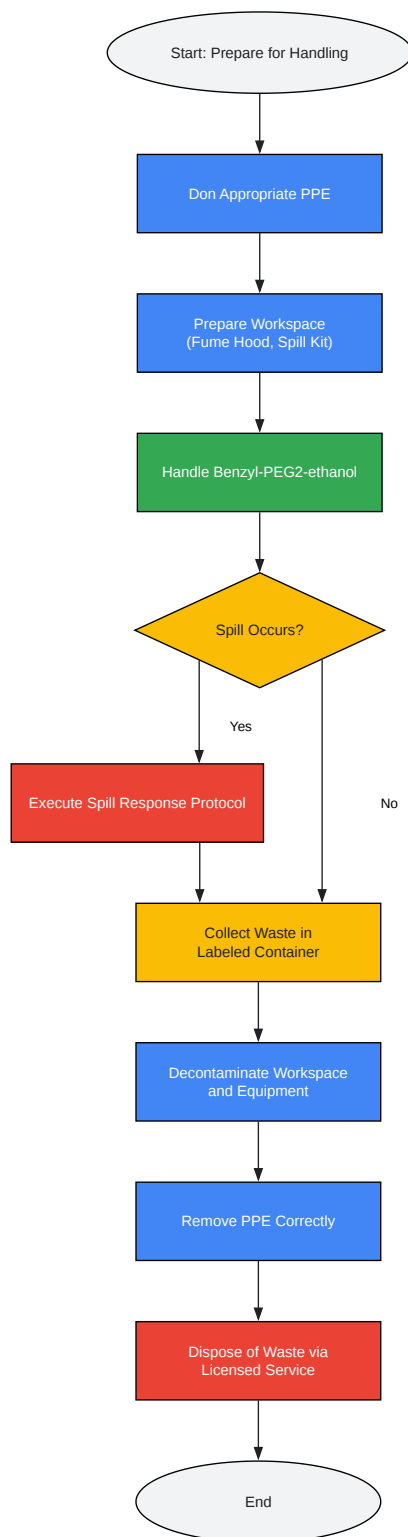 Start: Prepare for Handling
Don Appropriate PPE
Prepare Workspace
(Fume Hood, Spill Kit)
Handle Benzyl-PEG2-ethanol
Spill Occurs?
Yes
Execute Spill Response Protocol
No
Collect Waste in
Labeled Container
Decontaminate Workspace
and Equipment
Remove PPE Correctly
Dispose of Waste via
Licensed Service
End